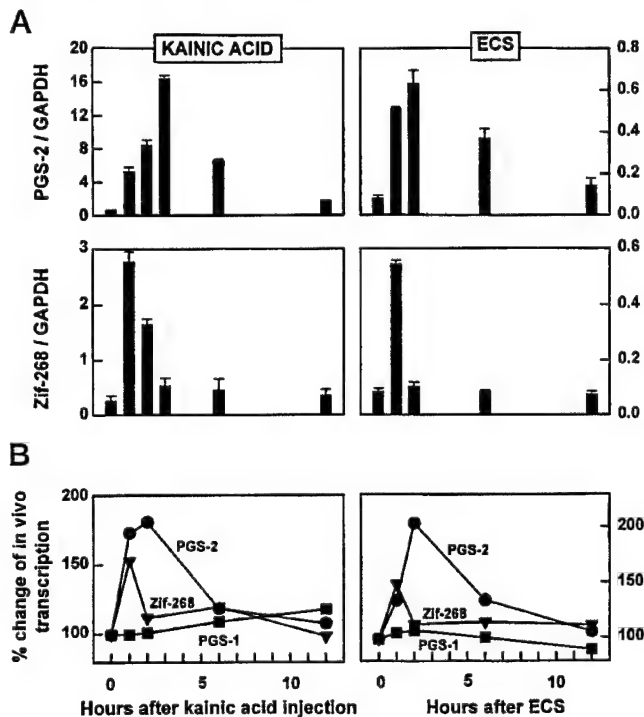 A
KAINIC ACID
ECS
PGS-2 / GAPDH
20
16
12
8
4
0
0.8
0.6
0.4
0.2
0.0
Zif-268 / GAPDH
3
2
1
0
0.6
0.4
0.2
0.0
B
% change of in vivo
transcription
200
150
100
PGS-2
Zif-268
PGS-1
0 5 10
Hours after kainic acid injection
PGS-2
Zif-268
PGS-1
200
150
100
0 5 10
Hours after ECS